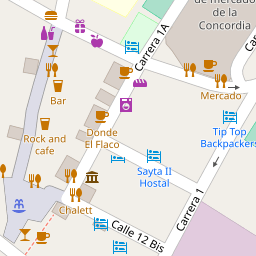 de mercado
de la
Concordia
Carrera 1A
Bar
Mercado
Rock and
cafe
Donde
El Flaco
Tip Top
Backpackers
Sayta II
Hostal
Carrera 1
Chalett
Calle 12 Bis